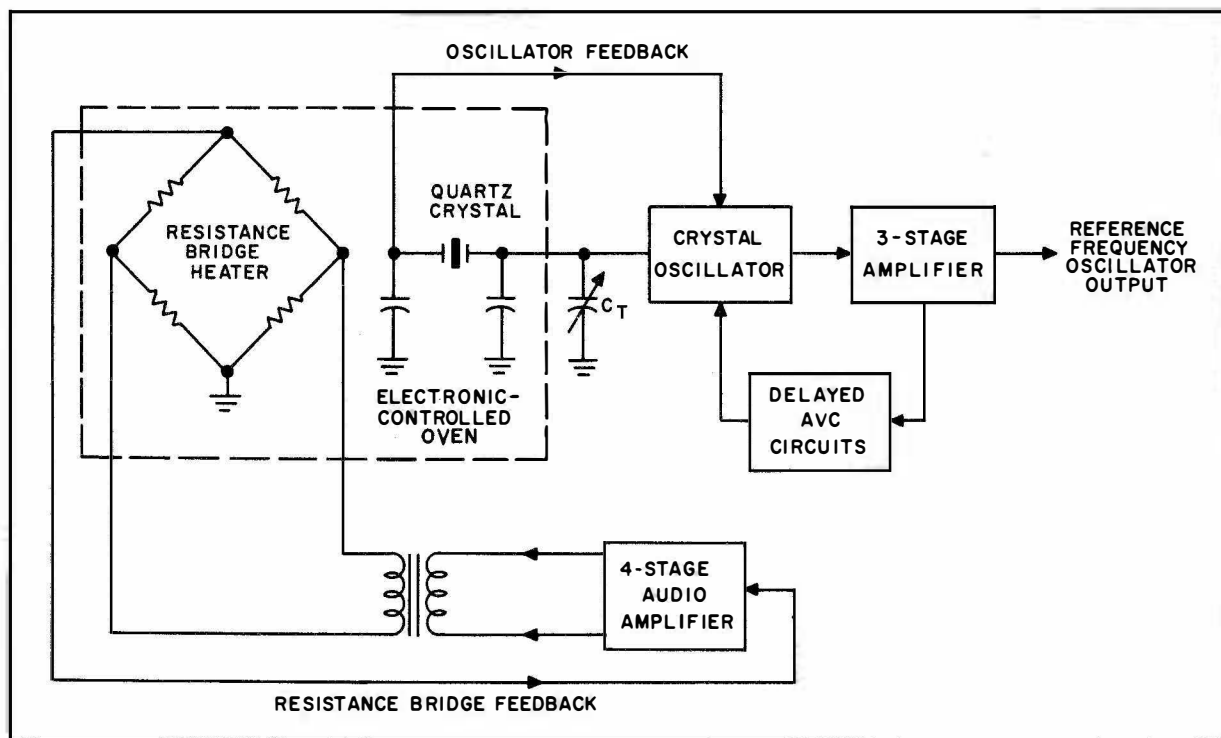 OSCILLATOR FEEDBACK
RESISTANCE
BRIDGE
HEATER
QUARTZ
CRYSTAL
C_T
ELECTRONIC-
CONTROLLED
OVEN
CRYSTAL
OSCILLATOR
3-STAGE
AMPLIFIER
REFERENCE
FREQUENCY
OSCILLATOR
OUTPUT
DELAYED
AVC
CIRCUITS
4-STAGE
AUDIO
AMPLIFIER
RESISTANCE BRIDGE FEEDBACK